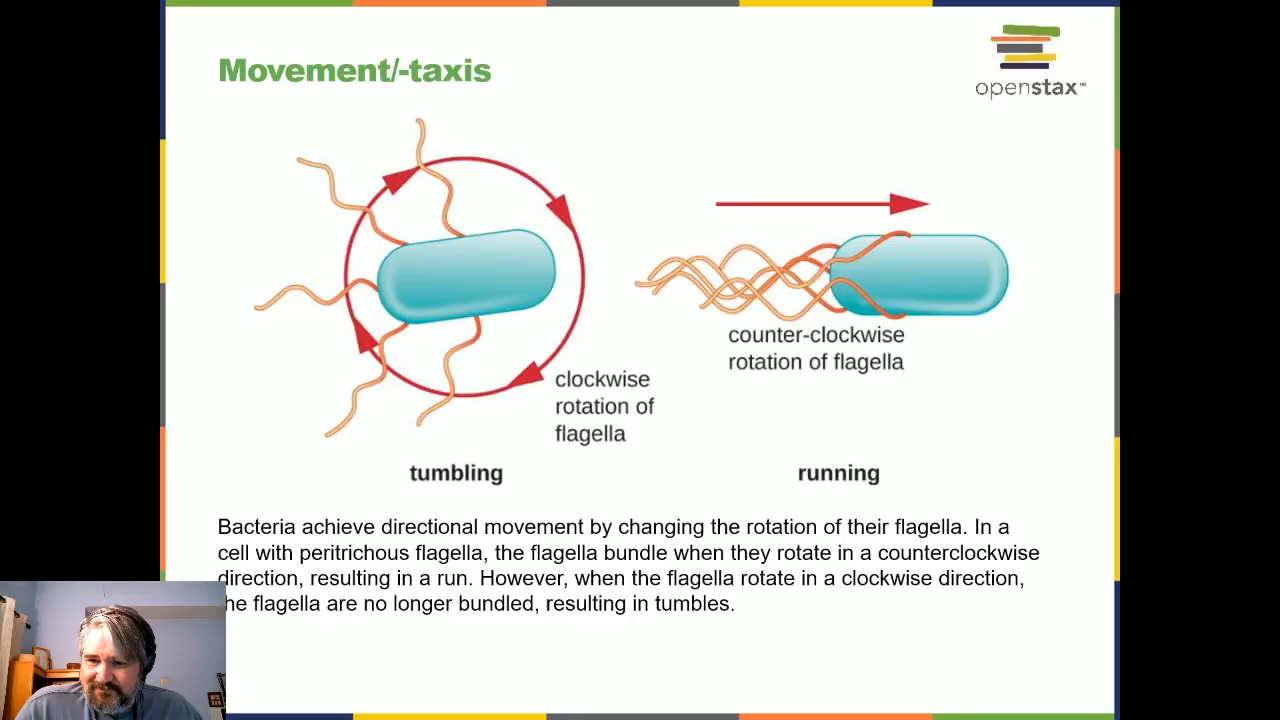 Movement/-taxis
openstax™
clockwise
rotation of
flagella
counter-clockwise
rotation of flagella
tumbling
running
Bacteria achieve directional movement by changing the rotation of their flagella. In a
cell with peritrichous flagella, the flagella bundle when they rotate in a counterclockwise
direction, resulting in a run. However, when the flagella rotate in a clockwise direction,
he flagella are no longer bundled, resulting in tumbles.